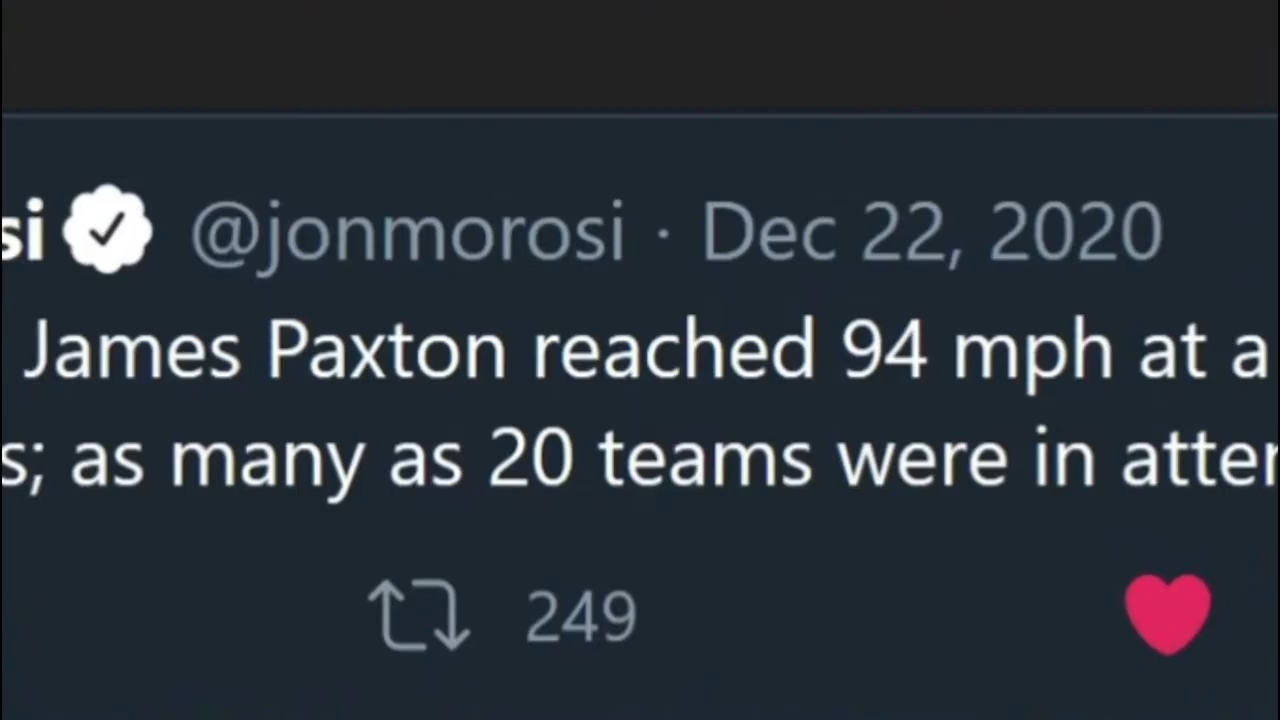 si @jonmorosi · Dec 22, 2020
James Paxton reached 94 mph at a
s; as many as 20 teams were in atten
249